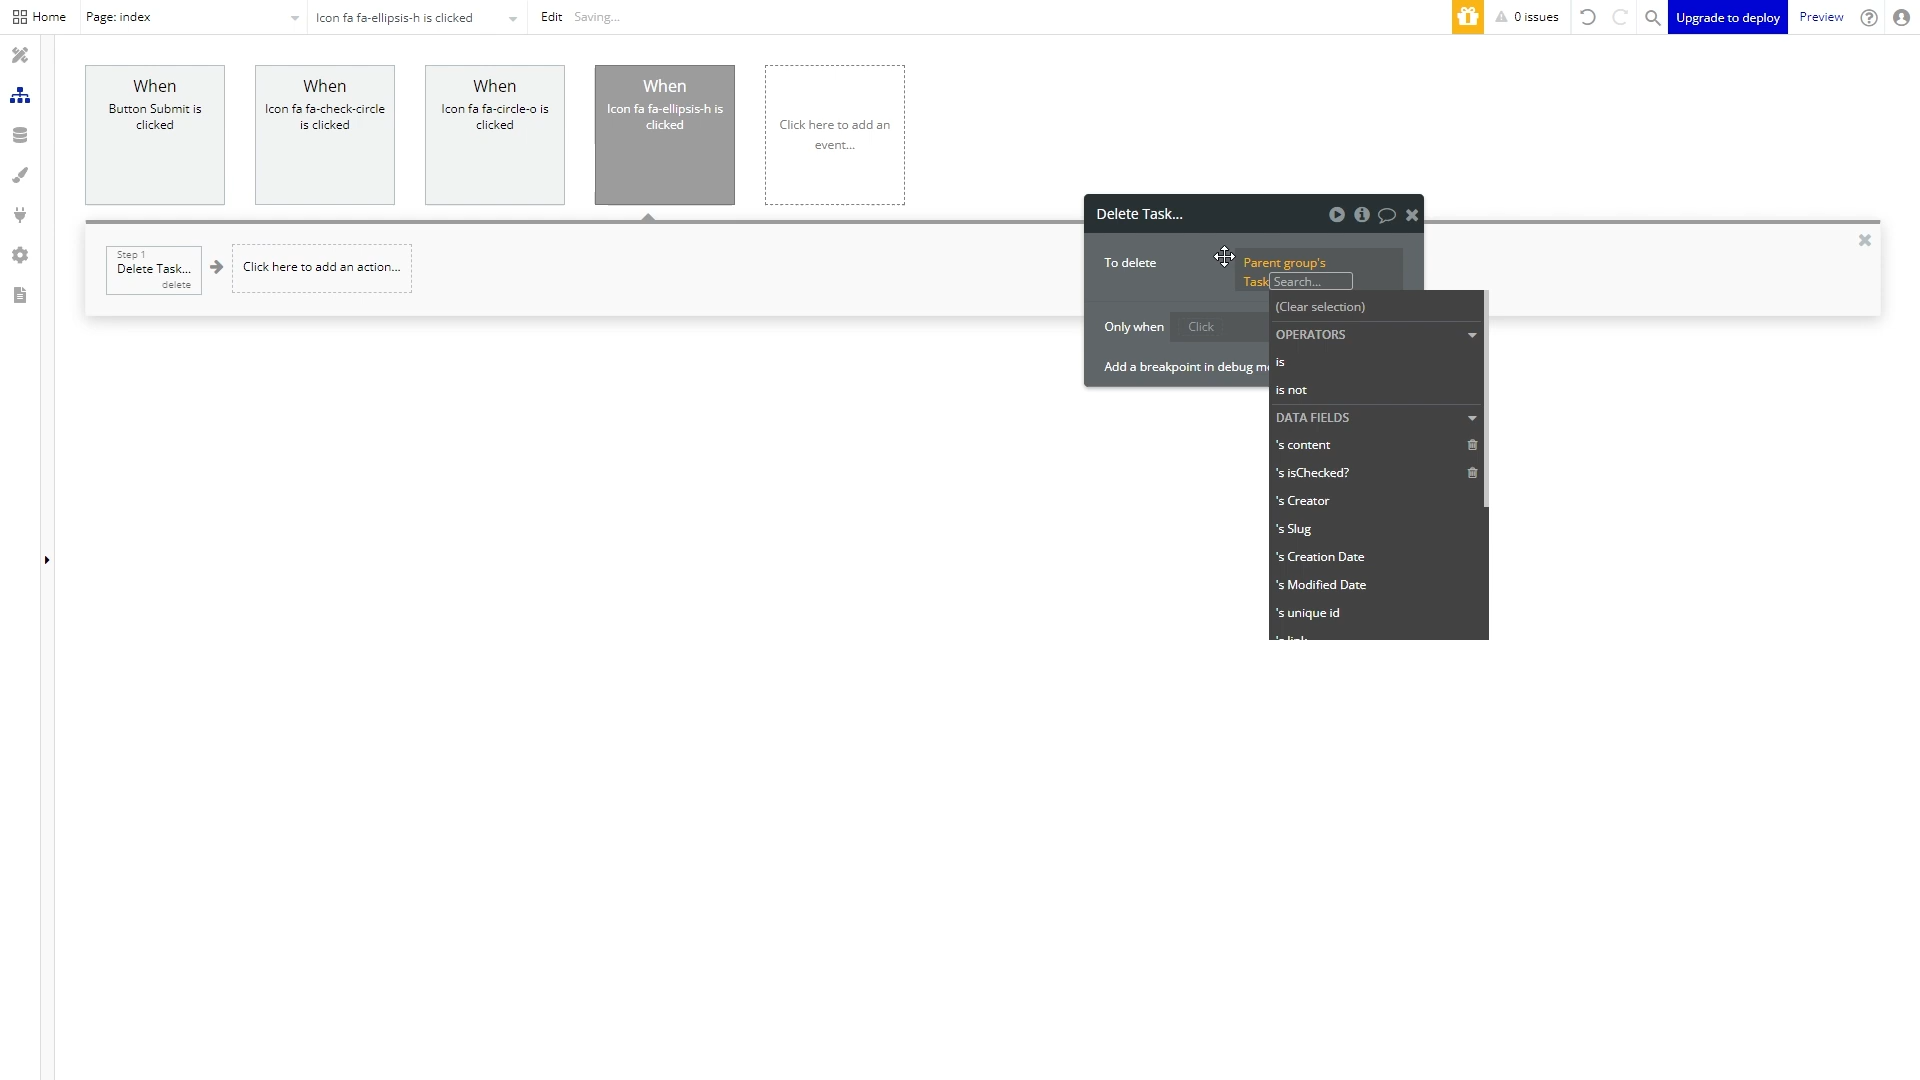 Home
Page: index
Icon fa fa-ellipsis-h is clicked
Edit
Saving...
0 issues
Upgrade to deploy
Preview
When
Button Submit is
clicked
When
Icon fa fa-check-circle
is clicked
When
Icon fa fa-circle-o is
clicked
When
Icon fa fa-ellipsis-h is
clicked
Click here to add an
event...
Step 1
Delete Task...
delete
Click here to add an action...
Delete Task...
To delete
Parent group's
Task
Search...
Only when
Click
Add a breakpoint in debug
(Clear selection)
OPERATORS
is
is not
DATA FIELDS
's content
's isChecked?
's Creator
's Slug
's Creation Date
's Modified Date
's unique id